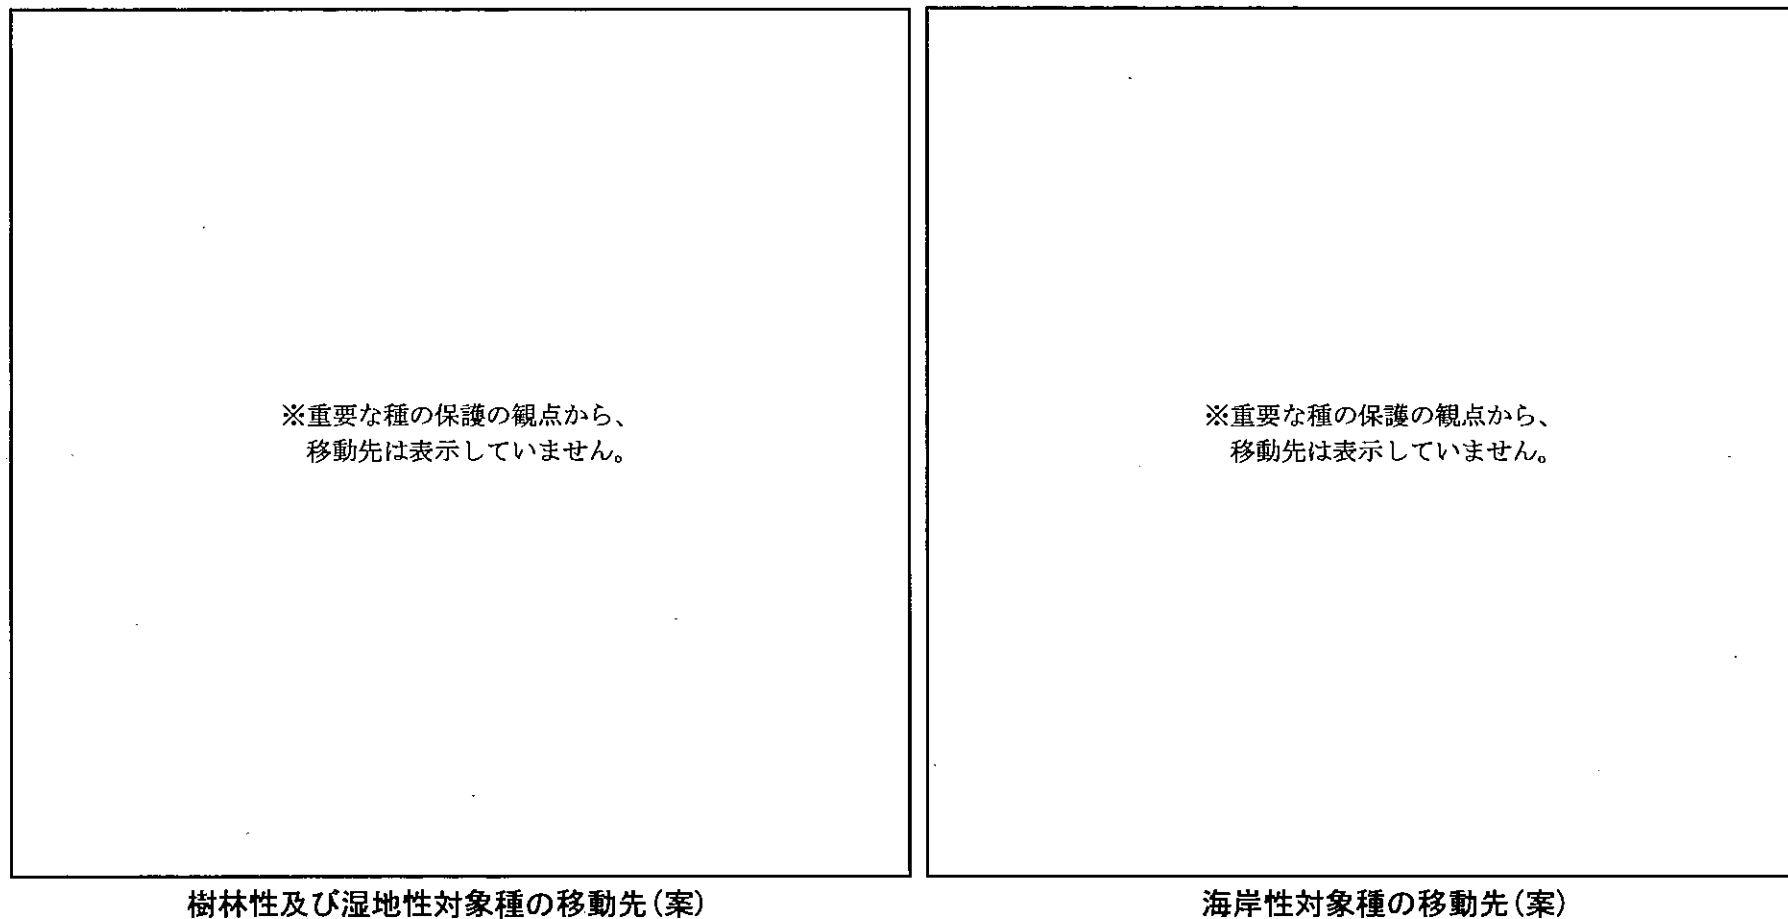 ※重要な種の保護の観点から、
移動先は表示していません。
樹林性及び湿地性対象種の移動先(案)
※重要な種の保護の観点から、
移動先は表示していません。
海岸性対象種の移動先(案)